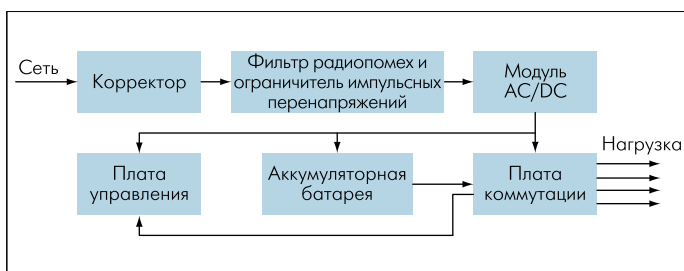 Сеть
Корректор
Фильтр радиопомех и
ограничитель импульсных
перенапряжений
Модуль
AC/DC
Нагрузка
Плата
управления
Аккумуляторная
батарея
Плата
коммутации